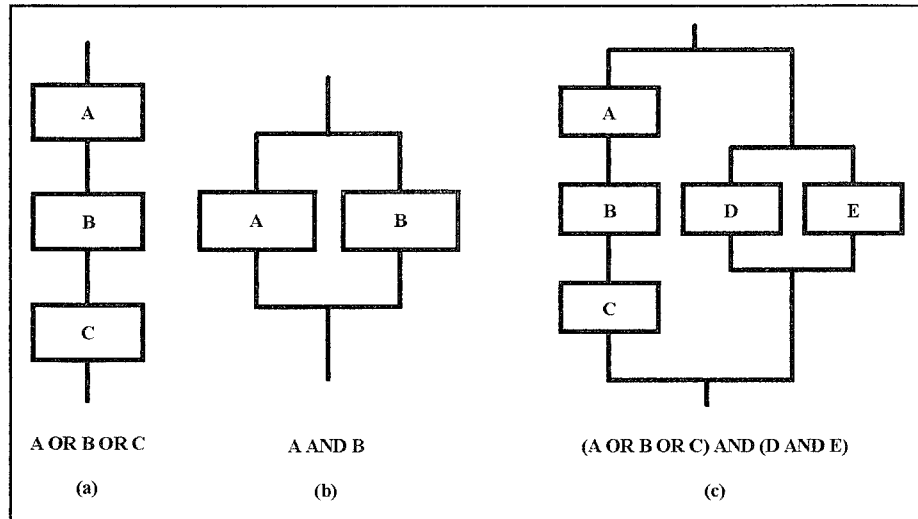 A
B
C
A OR B OR C
(a)
A
B
A AND B
(b)
A
B
C
D
E
(A OR B OR C) AND (D AND E)
(c)